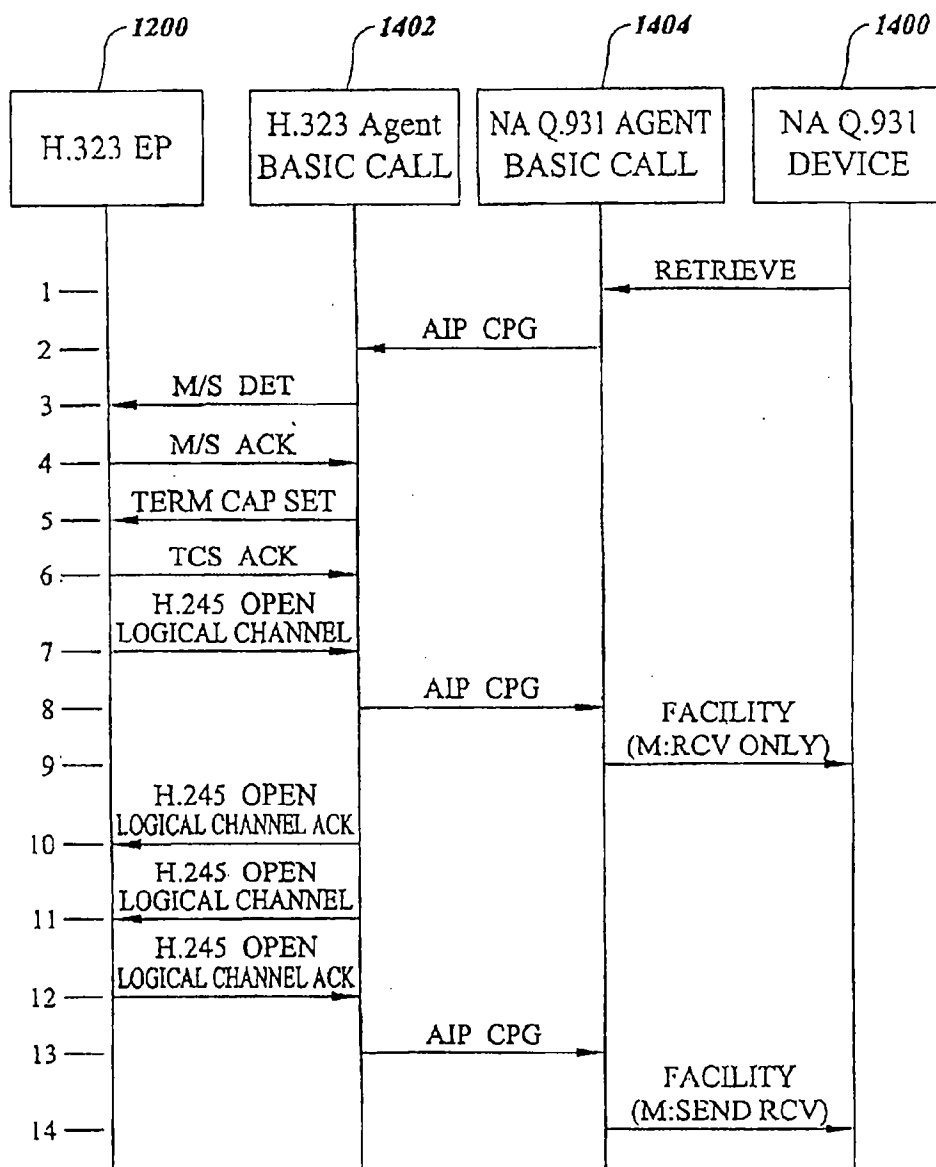 1200
1402
1404
1400
H.323 EP
H.323 Agent
BASIC CALL
NA Q.931 AGENT
BASIC CALL
NA Q.931
DEVICE
1
RETRIEVE
2
AIP CPG
3
M/S DET
4
M/S ACK
5
TERM CAP SET
6
TCS ACK
H.245 OPEN
LOGICAL CHANNEL
7
8
AIP CPG
FACILITY
(M:RCV ONLY)
9
H.245 OPEN
LOGICAL CHANNEL ACK
10
H.245 OPEN
LOGICAL CHANNEL
11
H.245 OPEN
LOGICAL CHANNEL ACK
12
13
AIP CPG
FACILITY
(M:SEND RCV)
14